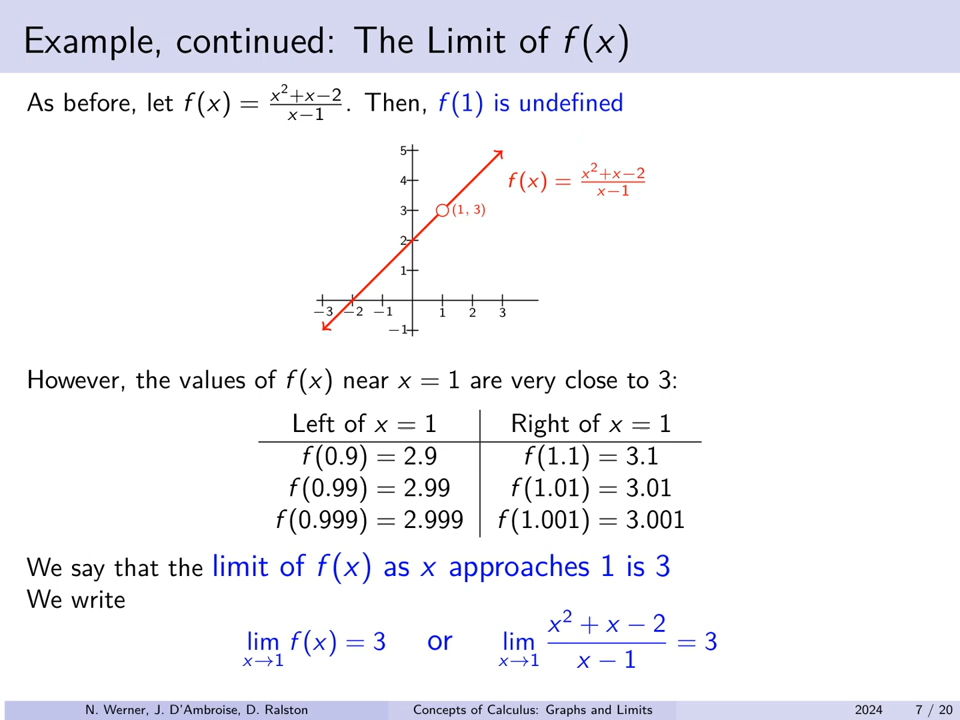 Example, continued: The Limit of f(x)
As before, let f(x) = x²+x−2 / x−1. Then, f(1) is undefined
5
4
f(x) = x²+x−2 / x−1
3
(1, 3)
2
1
−3 −2 −1 1 2 3
−1
However, the values of f(x) near x = 1 are very close to 3:
Left of x = 1 Right of x = 1
f(0.9) = 2.9 f(1.1) = 3.1
f(0.99) = 2.99 f(1.01) = 3.01
f(0.999) = 2.999 f(1.001) = 3.001
We say that the limit of f(x) as x approaches 1 is 3
We write
lim x→1 f(x) = 3 or lim x→1 x² + x − 2 / x − 1 = 3
N. Werner, J. D'Ambroise, D. Ralston Concepts of Calculus: Graphs and Limits 2024 7 / 20